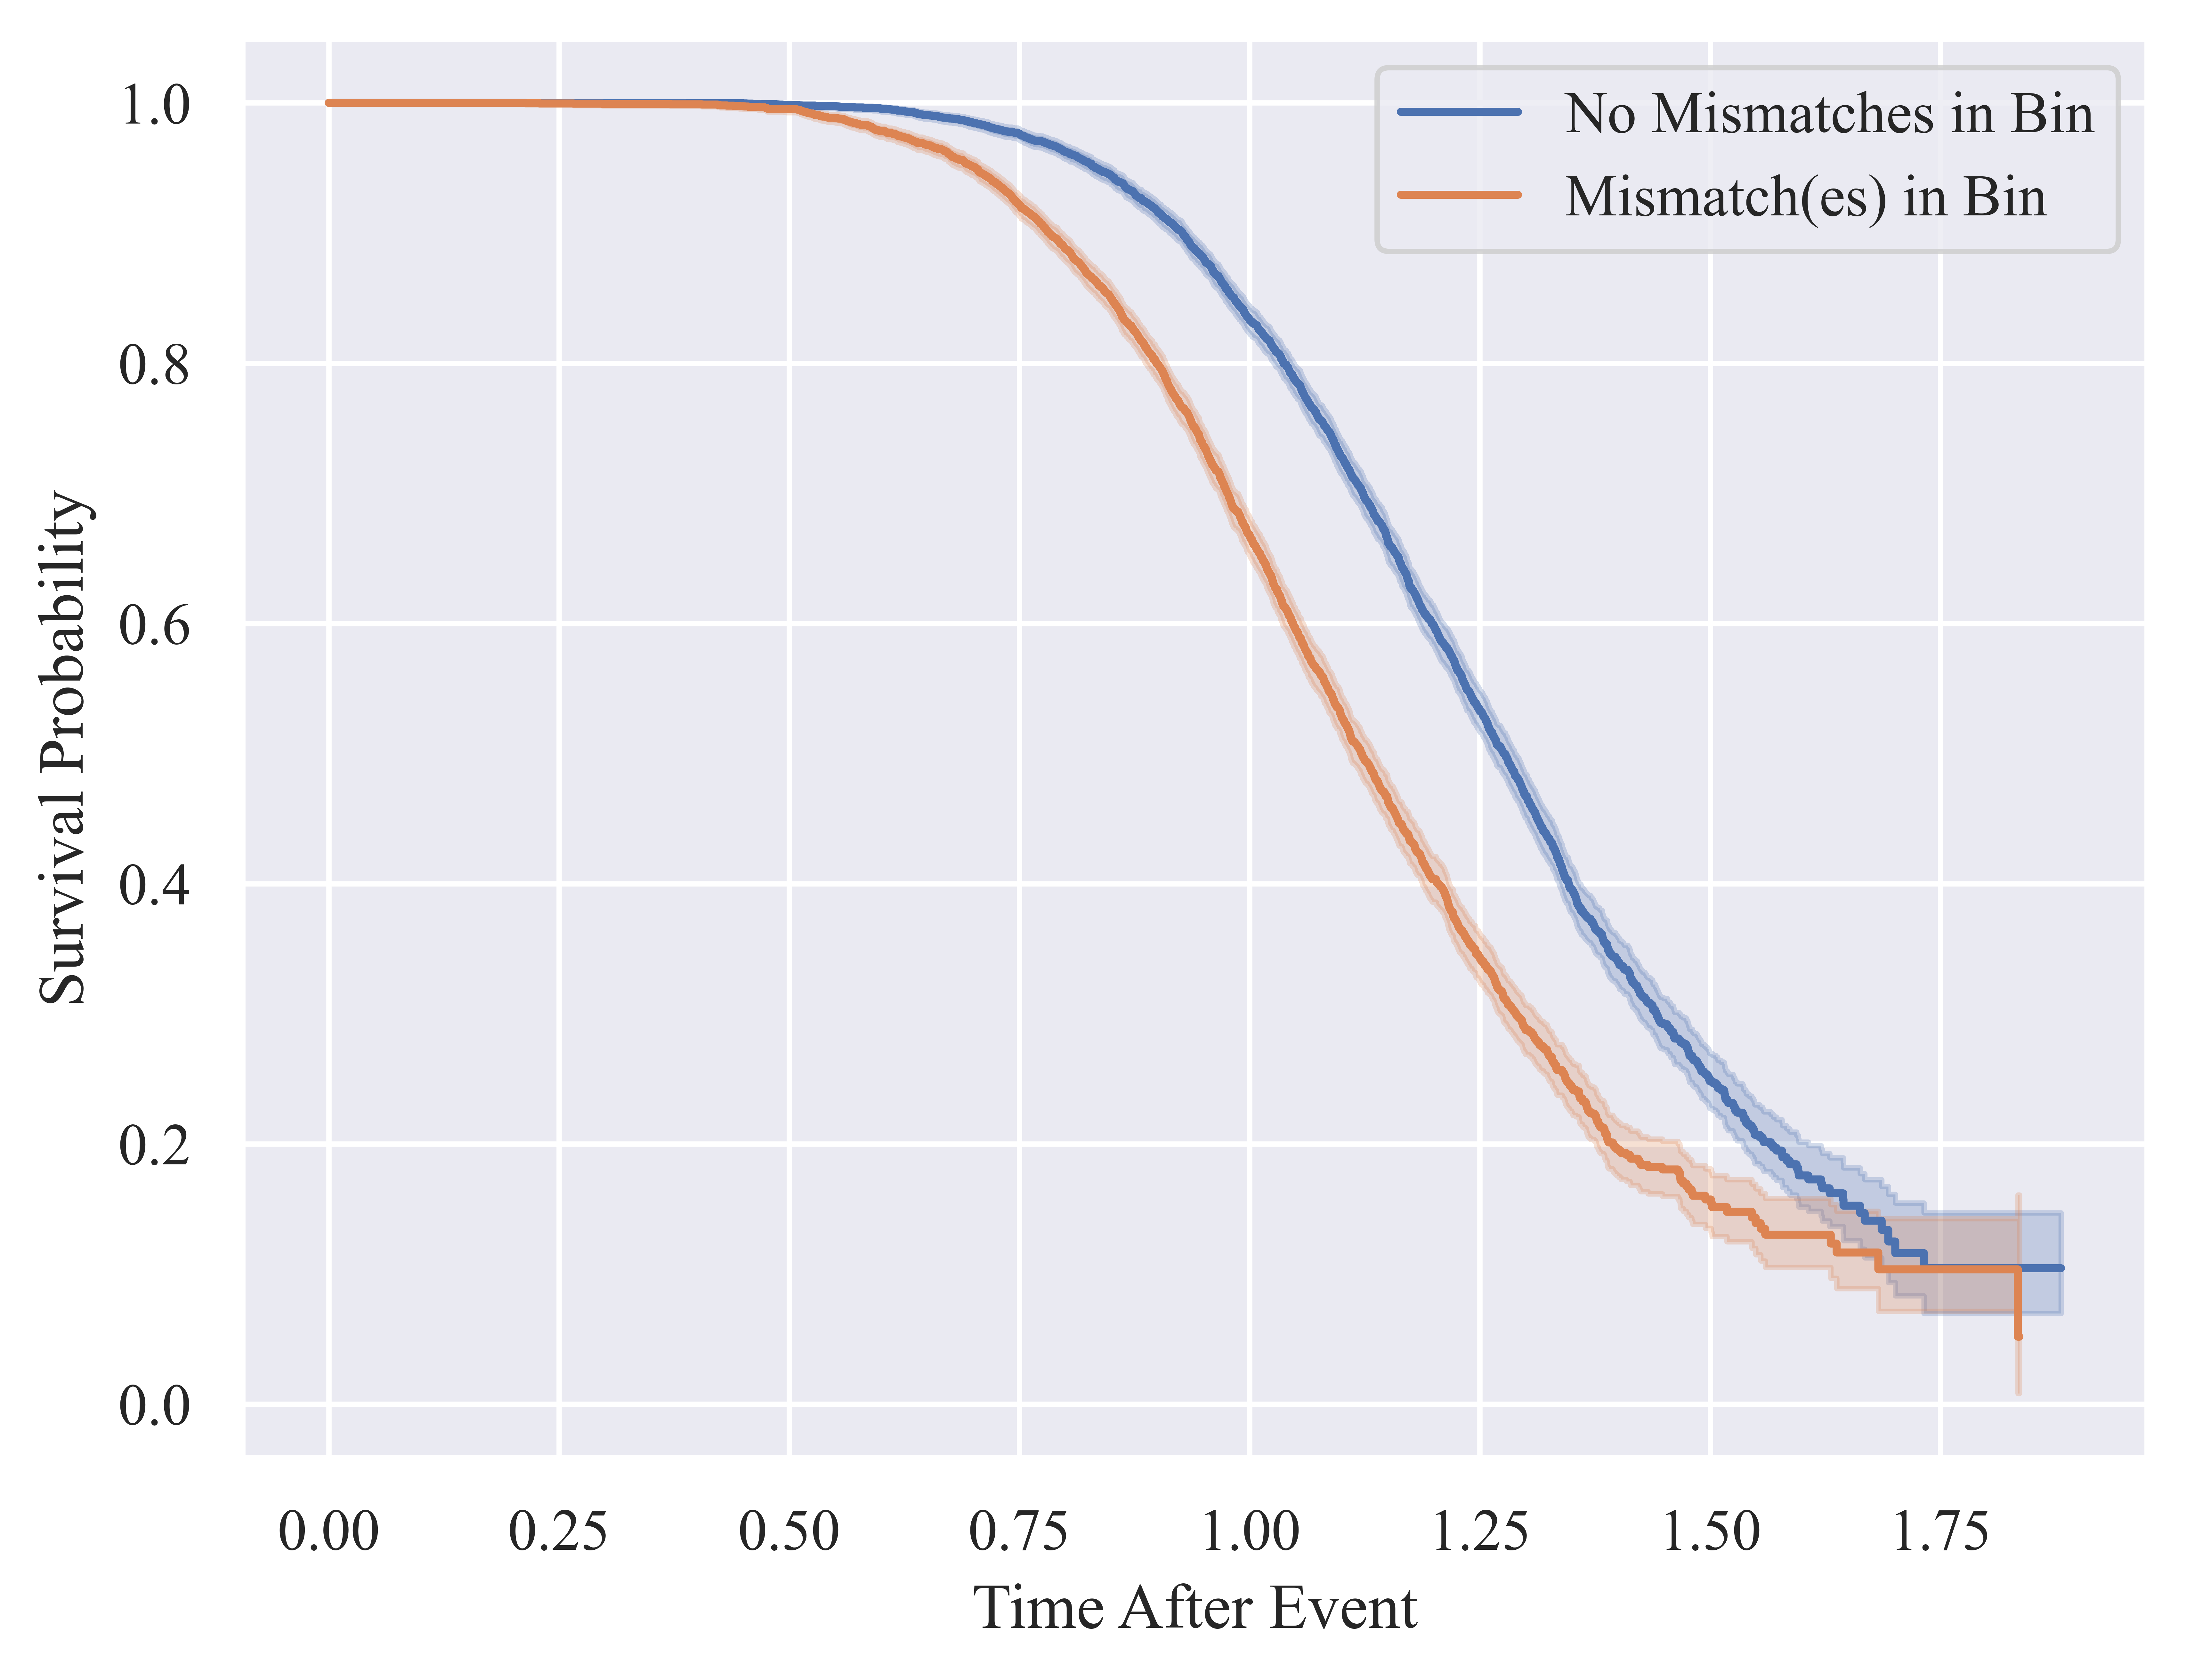 No Mismatches in Bin
Mismatch(es) in Bin
Survival Probability
1.0
0.8
0.6
0.4
0.2
0.0
0.00 0.25 0.50 0.75 1.00 1.25 1.50 1.75
Time After Event